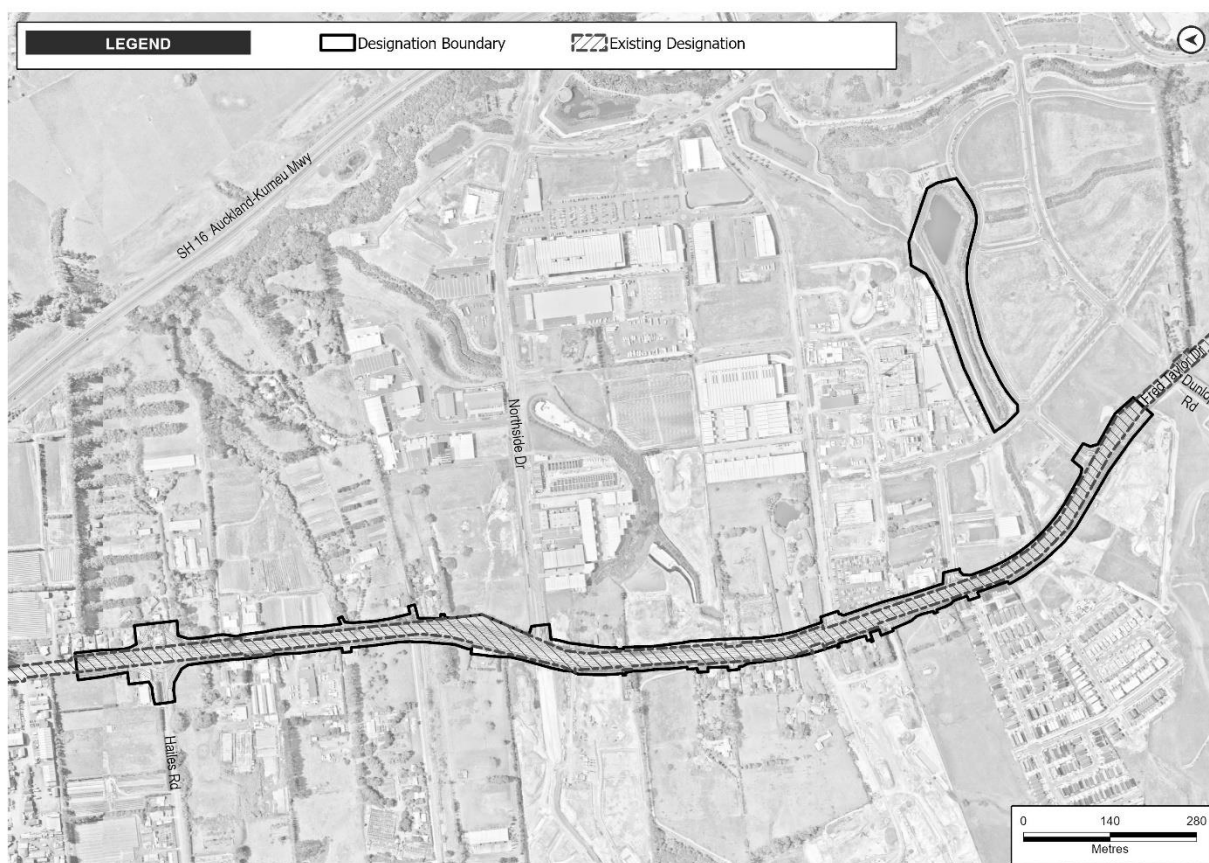 LEGEND
Designation Boundary
Existing Designation
SH 16 Auckland-Kumeu Mwy
Northside Dr
Fred Taylor Dr
Dunlop
Rd
Hailes Rd
0 140 280
Metres